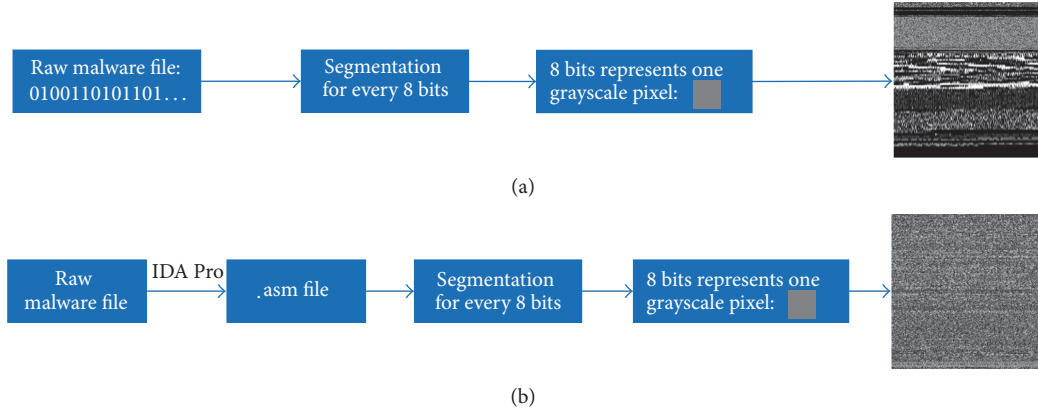 Raw malware file:
0100110101101...
Segmentation
for every 8 bits
8 bits represents one
grayscale pixel:
(a)
Raw
malware file
IDA Pro
.asm file
Segmentation
for every 8 bits
8 bits represents one
grayscale pixel:
(b)